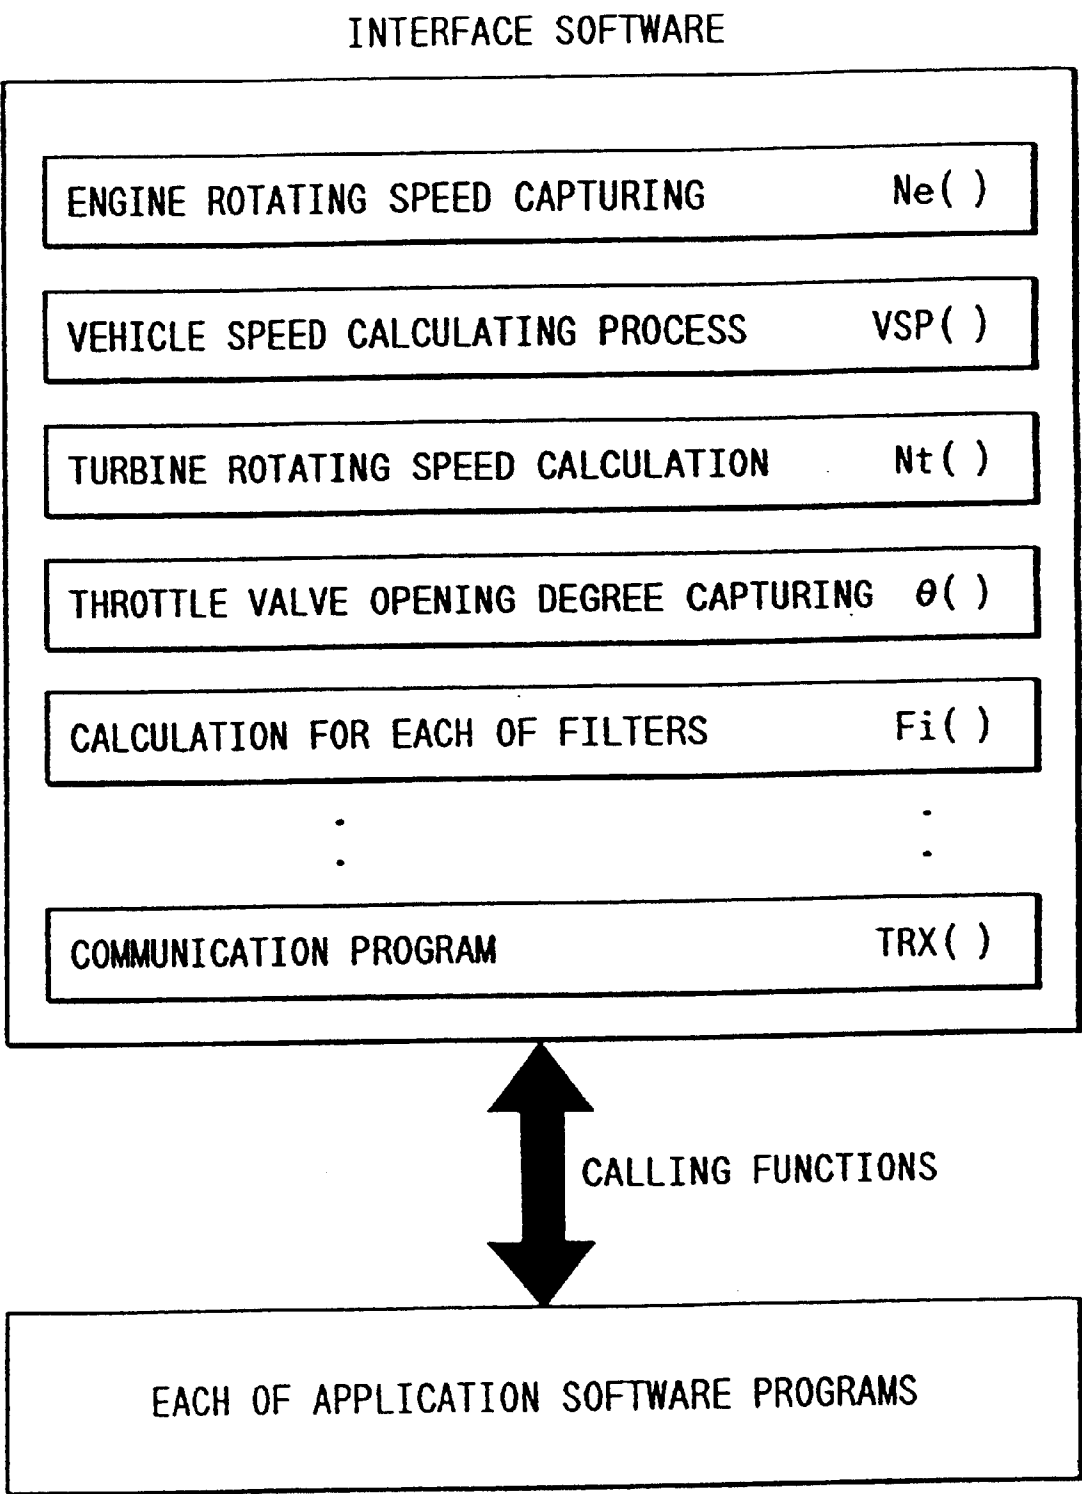 INTERFACE SOFTWARE
ENGINE ROTATING SPEED CAPTURING Ne( )
VEHICLE SPEED CALCULATING PROCESS VSP( )
TURBINE ROTATING SPEED CALCULATION Nt( )
THROTTLE VALVE OPENING DEGREE CAPTURING θ( )
CALCULATION FOR EACH OF FILTERS Fi( )
COMMUNICATION PROGRAM TRX( )
CALLING FUNCTIONS
EACH OF APPLICATION SOFTWARE PROGRAMS